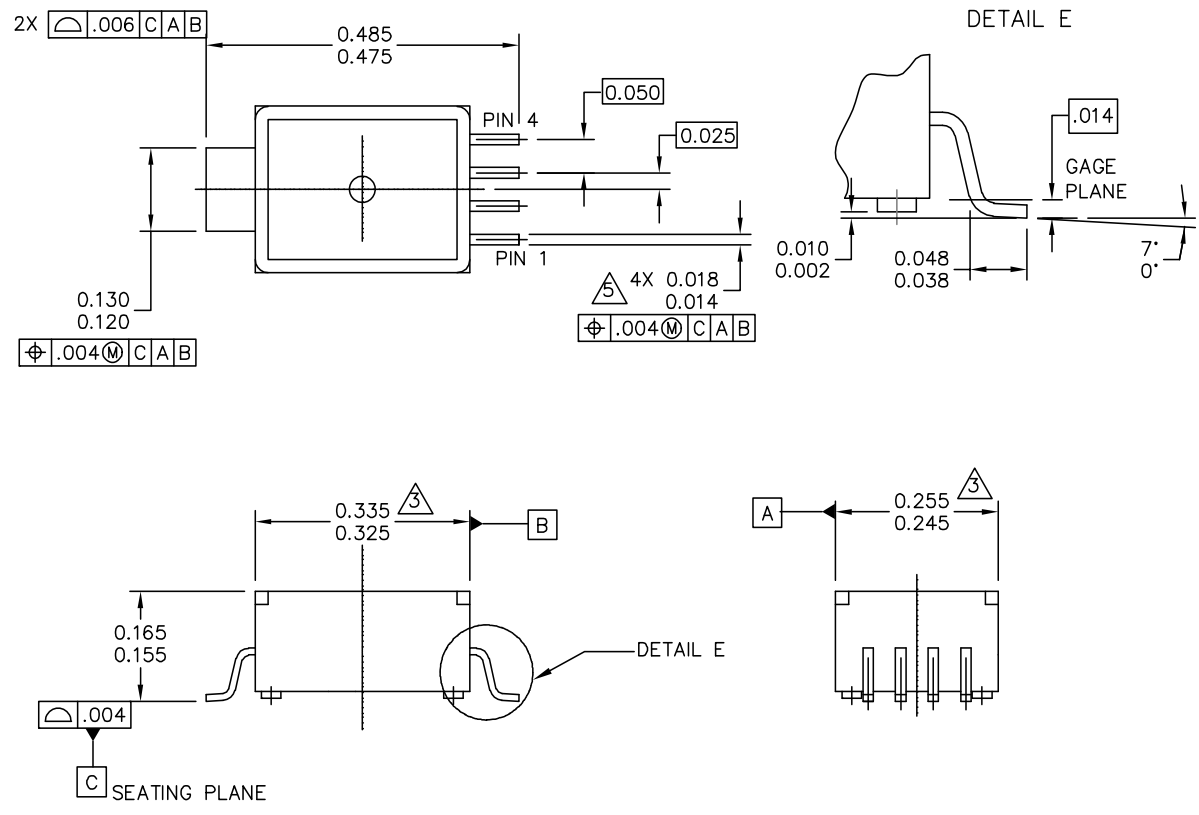 2X .006 C A B
0.485
0.475
DETAIL E
0.050
PIN 4
0.025
.014
GAGE
PLANE
PIN 1
0.010
0.002
0.048
0.038
7°
0°
5 4X 0.018
0.014
.004 Ⓜ C A B
0.130
0.120
.004 Ⓜ C A B
0.335
0.325
3
B
A
0.255
0.245
3
0.165
0.155
DETAIL E
.004
C SEATING PLANE